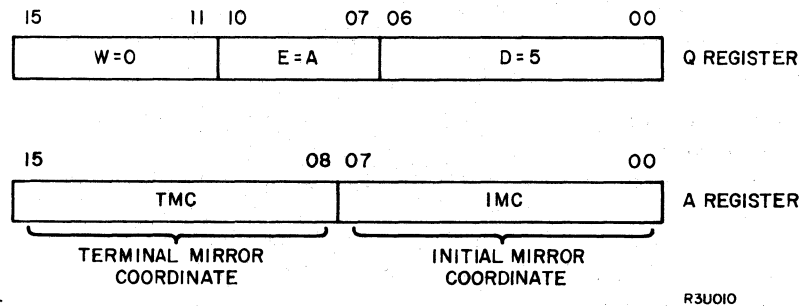 15 11 10 07 06 00
W=0 E=A D=5 Q REGISTER
15 08 07 00
TMC IMC A REGISTER
TERMINAL MIRROR COORDINATE
INITIAL MIRROR COORDINATE
R3U010